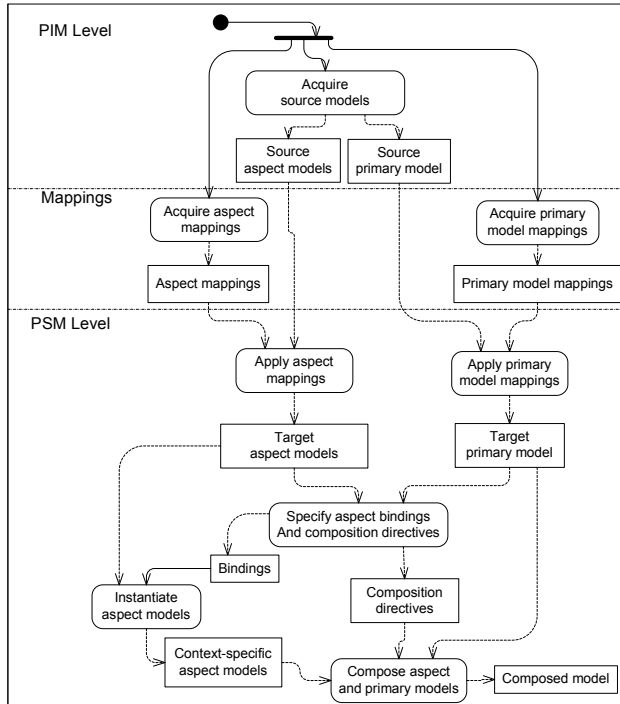 PIM Level
Acquire
source models
Source
aspect models
Source
primary model
Mappings
Acquire aspect
mappings
Acquire primary
model mappings
Aspect mappings
Primary model mappings
PSM Level
Apply aspect
mappings
Apply primary
model mappings
Target
aspect models
Target
primary model
Specify aspect bindings
And composition directives
Bindings
Instantiate
aspect models
Composition
directives
Context-specific
aspect models
Compose aspect
and primary models
Composed model